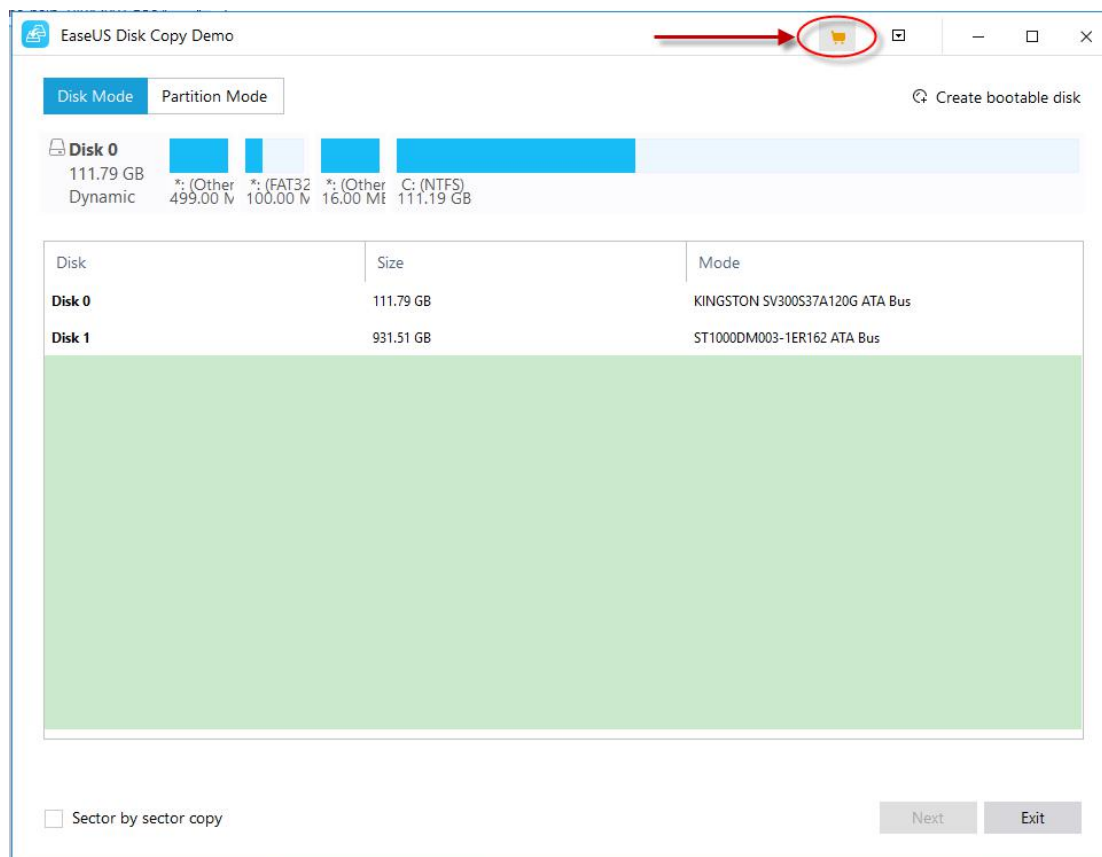 EaseUS Disk Copy Demo
Disk Mode Partition Mode Create bootable disk
Disk 0
111.79 GB
Dynamic
*: (Other *: (FAT32 *: (Other C: (NTFS)
499.00 M 100.00 M 16.00 ME 111.19 GB
Disk Size Mode
Disk 0 111.79 GB KINGSTON SV300S37A120G ATA Bus
Disk 1 931.51 GB ST1000DM003-1ER162 ATA Bus
Sector by sector copy Next Exit